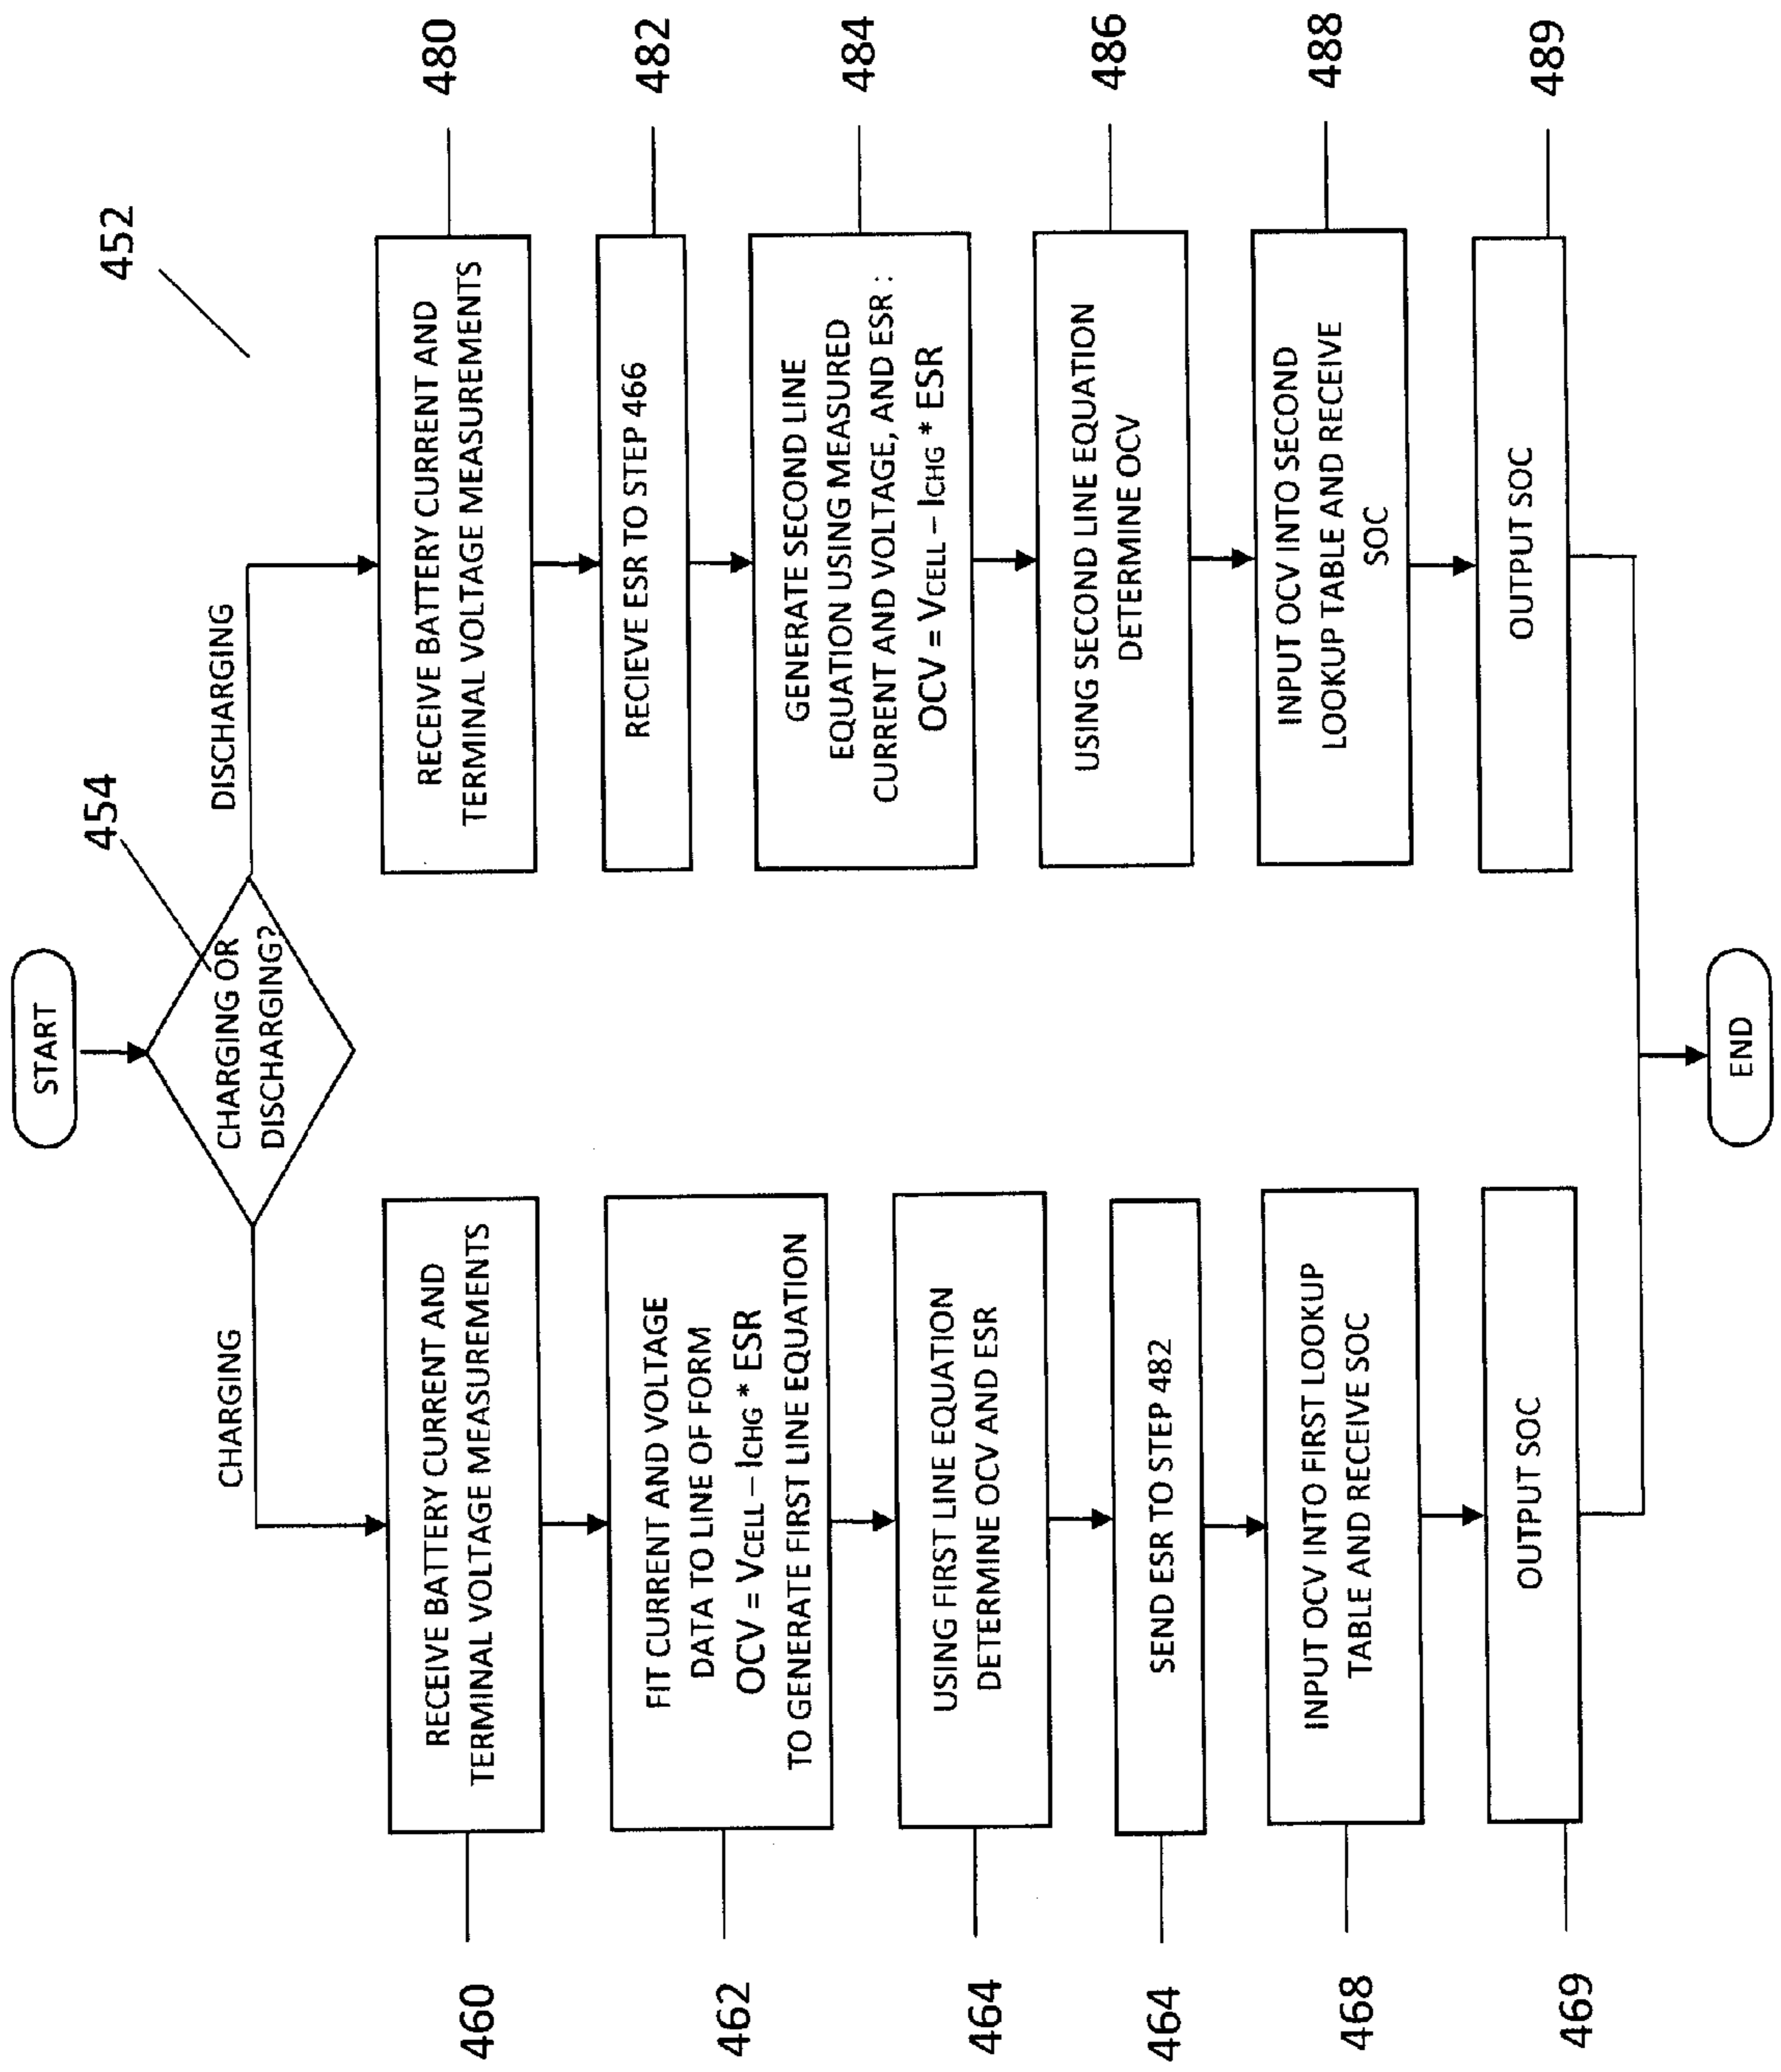 452
START
454
CHARGING OR
DISCHARGING?
CHARGING
460
RECEIVE BATTERY CURRENT AND
TERMINAL VOLTAGE MEASUREMENTS
462
FIT CURRENT AND VOLTAGE
DATA TO LINE OF FORM
OCV = VCELL – ICHG * ESR
TO GENERATE FIRST LINE EQUATION
464
USING FIRST LINE EQUATION
DETERMINE OCV AND ESR
464
SEND ESR TO STEP 482
468
INPUT OCV INTO FIRST LOOKUP
TABLE AND RECEIVE SOC
469
OUTPUT SOC
DISCHARGING
RECEIVE BATTERY CURRENT AND
TERMINAL VOLTAGE MEASUREMENTS
480
RECIEVE ESR TO STEP 466
482
GENERATE SECOND LINE
EQUATION USING MEASURED
CURRENT AND VOLTAGE, AND ESR :
OCV = VCELL – ICHG * ESR
484
USING SECOND LINE EQUATION
DETERMINE OCV
486
INPUT OCV INTO SECOND
LOOKUP TABLE AND RECEIVE
SOC
488
OUTPUT SOC
489
END